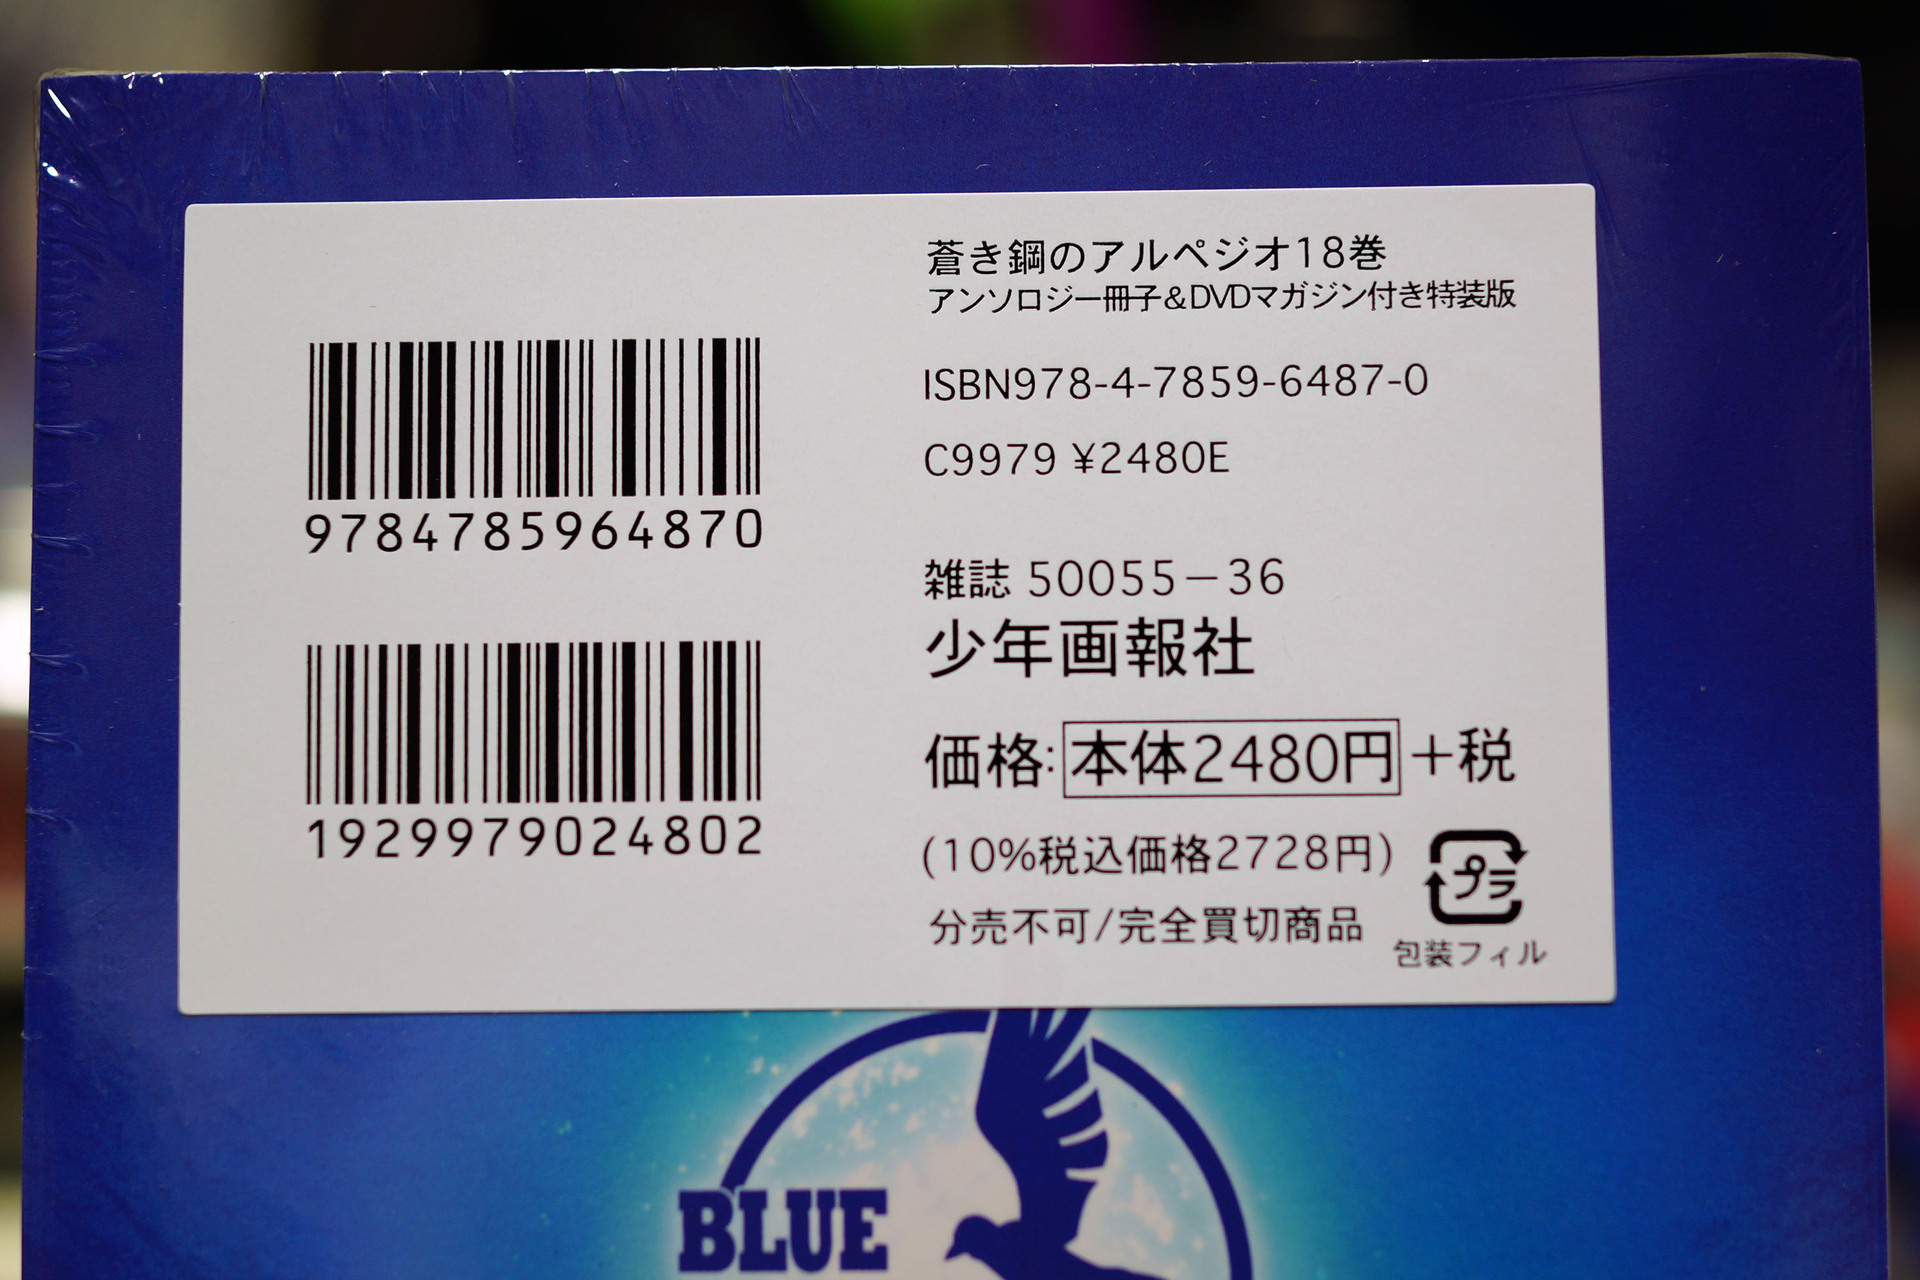 蒼き鋼のアルペジオ18巻
アンソロジー冊子&DVDマガジン付き特装版
ISBN978-4-7859-6487-0
C9979 ¥2480E
9784785964870
雑誌 50055-36
少年画報社
価格:本体2480円+税
1929979024802
(10%税込価格2728円)
プラ
分売不可/完全買切商品
包装フィル
BLUE